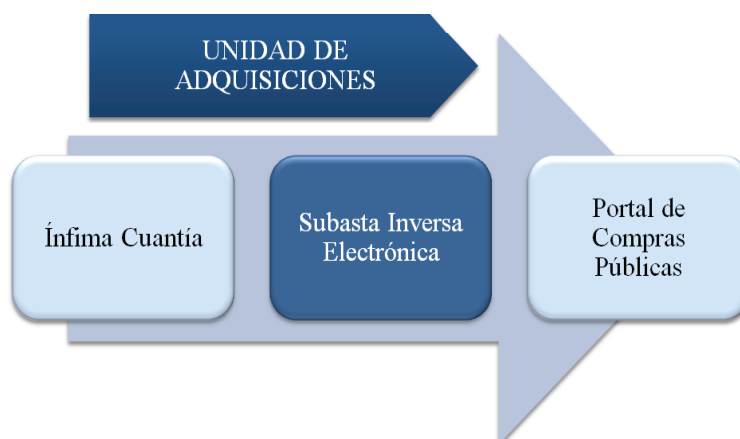 UNIDAD DE
ADQUISICIONES
Ínfima Cuantía
Subasta Inversa
Electrónica
Portal de
Compras
Públicas